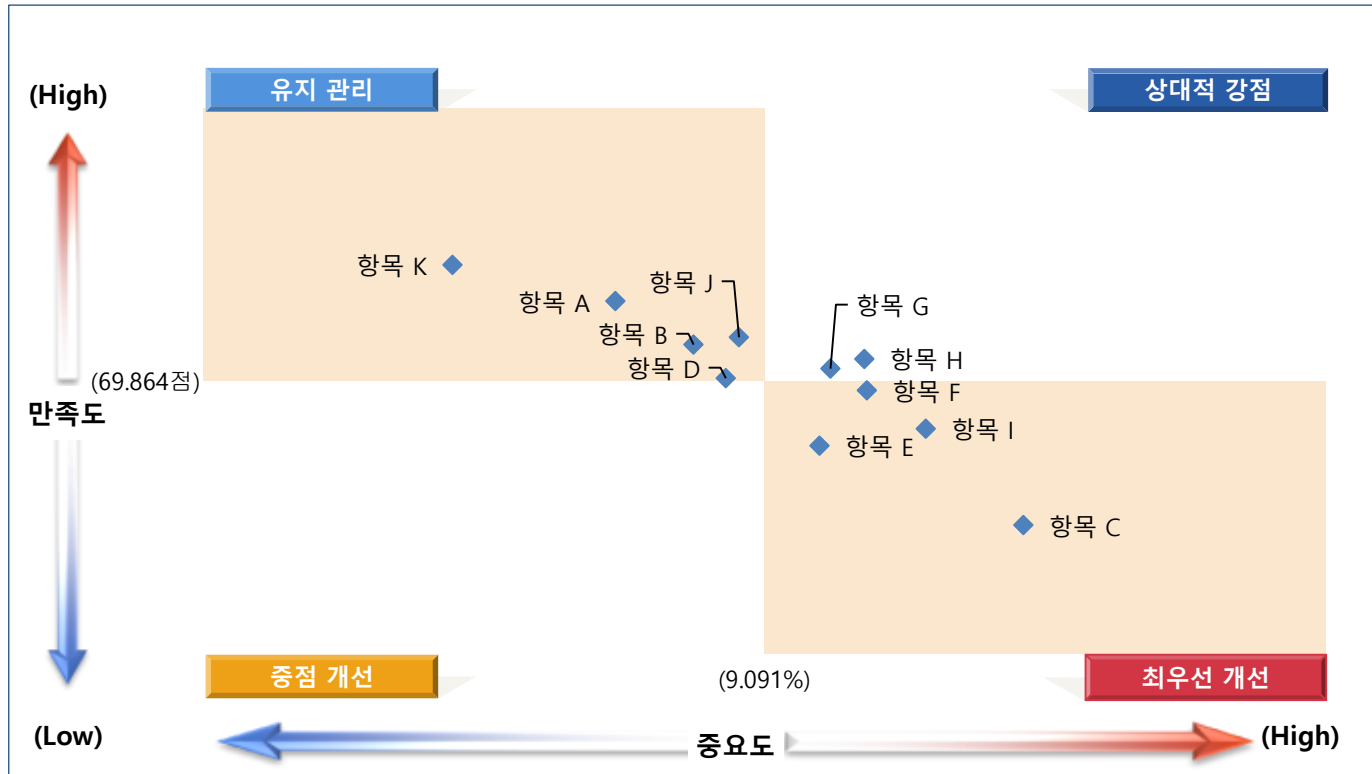 유지 관리
상대적 강점
(High)
항목 K
항목 J
항목 A
항목 G
항목 B
항목 H
항목 D
(69.864점)
항목 F
만족도
항목 I
항목 E
항목 C
중점 개선
(9.091%)
최우선 개선
(Low)
중요도
(High)